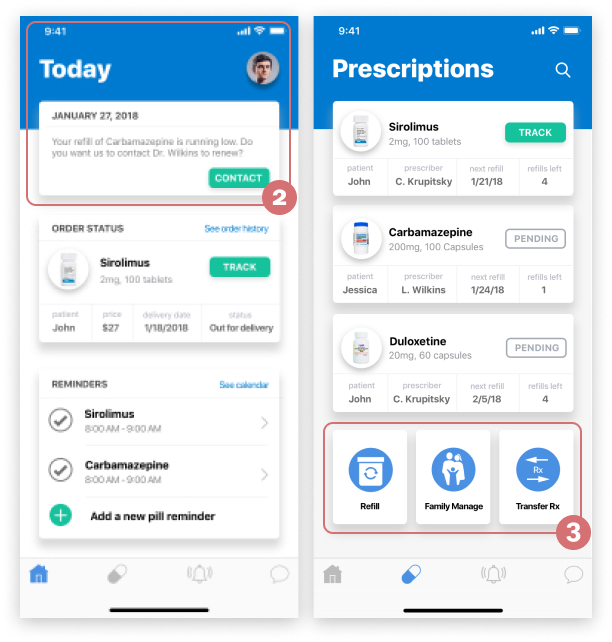 9:41
Today
JANUARY 27, 2018
Your refill of Carbamazepine is running low. Do
you want us to contact Dr. Wilkins to renew?
CONTACT
2
ORDER STATUS
See order history
Sirolimus
2mg, 100 tablets
TRACK
patient price delivery date status
John $27 1/18/2018 Out for delivery
REMINDERS
See calendar
Sirolimus
8:00 AM - 9:00 AM
Carbamazepine
8:00 AM - 9:00 AM
Add a new pill reminder
9:41
Prescriptions
Sirolimus
2mg, 100 tablets
TRACK
patient prescriber next refill refills left
John C. Krupitsky 1/21/18 4
Carbamazepine
200mg, 100 Capsules
PENDING
patient prescriber next refill refills left
Jessica L. Wilkins 1/24/18 1
Duloxetine
20mg, 60 capsules
PENDING
patient prescriber next refill refills left
John C. Krupitsky 2/5/18 4
Rx
Refill Family Manage Transfer Rx
3